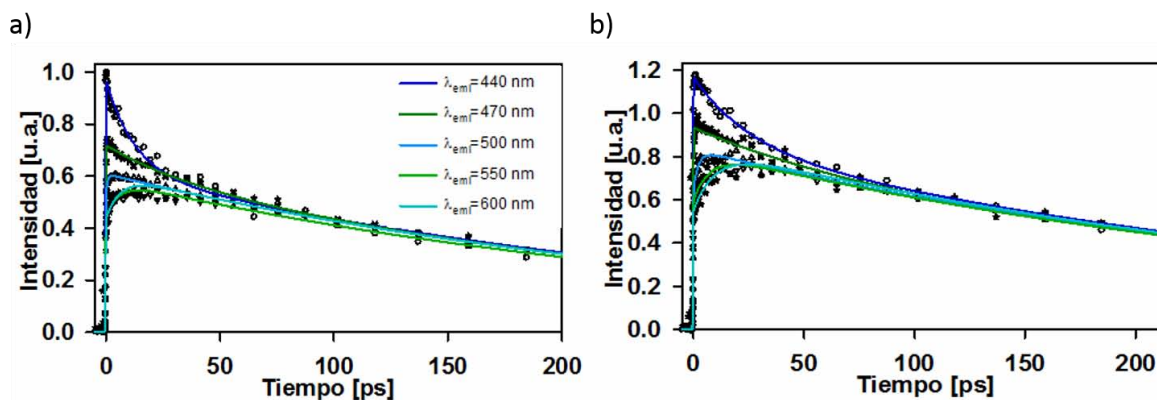 a)
b)
1.0
0.8
0.6
0.4
0.2
0.0
Intensidad [u.a.]
λemi=440 nm
λemi=470 nm
λemi=500 nm
λemi=550 nm
λemi=600 nm
0 50 100 150 200
Tiempo [ps]
1.2
1.0
0.8
0.6
0.4
0.2
0.0
Intensidad [u.a.]
0 50 100 150 200
Tiempo [ps]